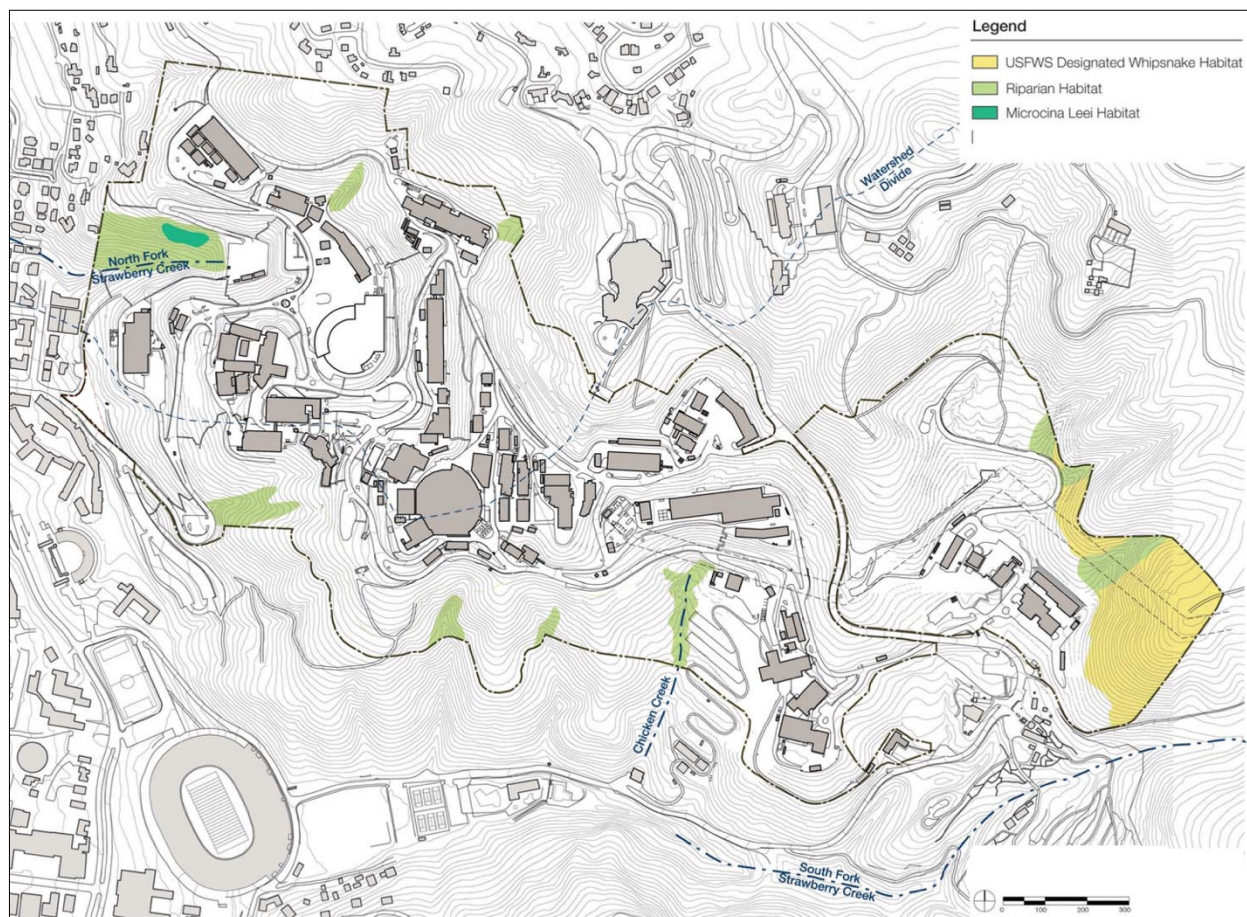 Legend
USFWS Designated Whipsnake Habitat
Riparian Habitat
Microcina Leei Habitat
Watershed
Divide
North Fork
Strawberry Creek
Chicken Creek
South Fork
Strawberry Creek
0 100 200 300